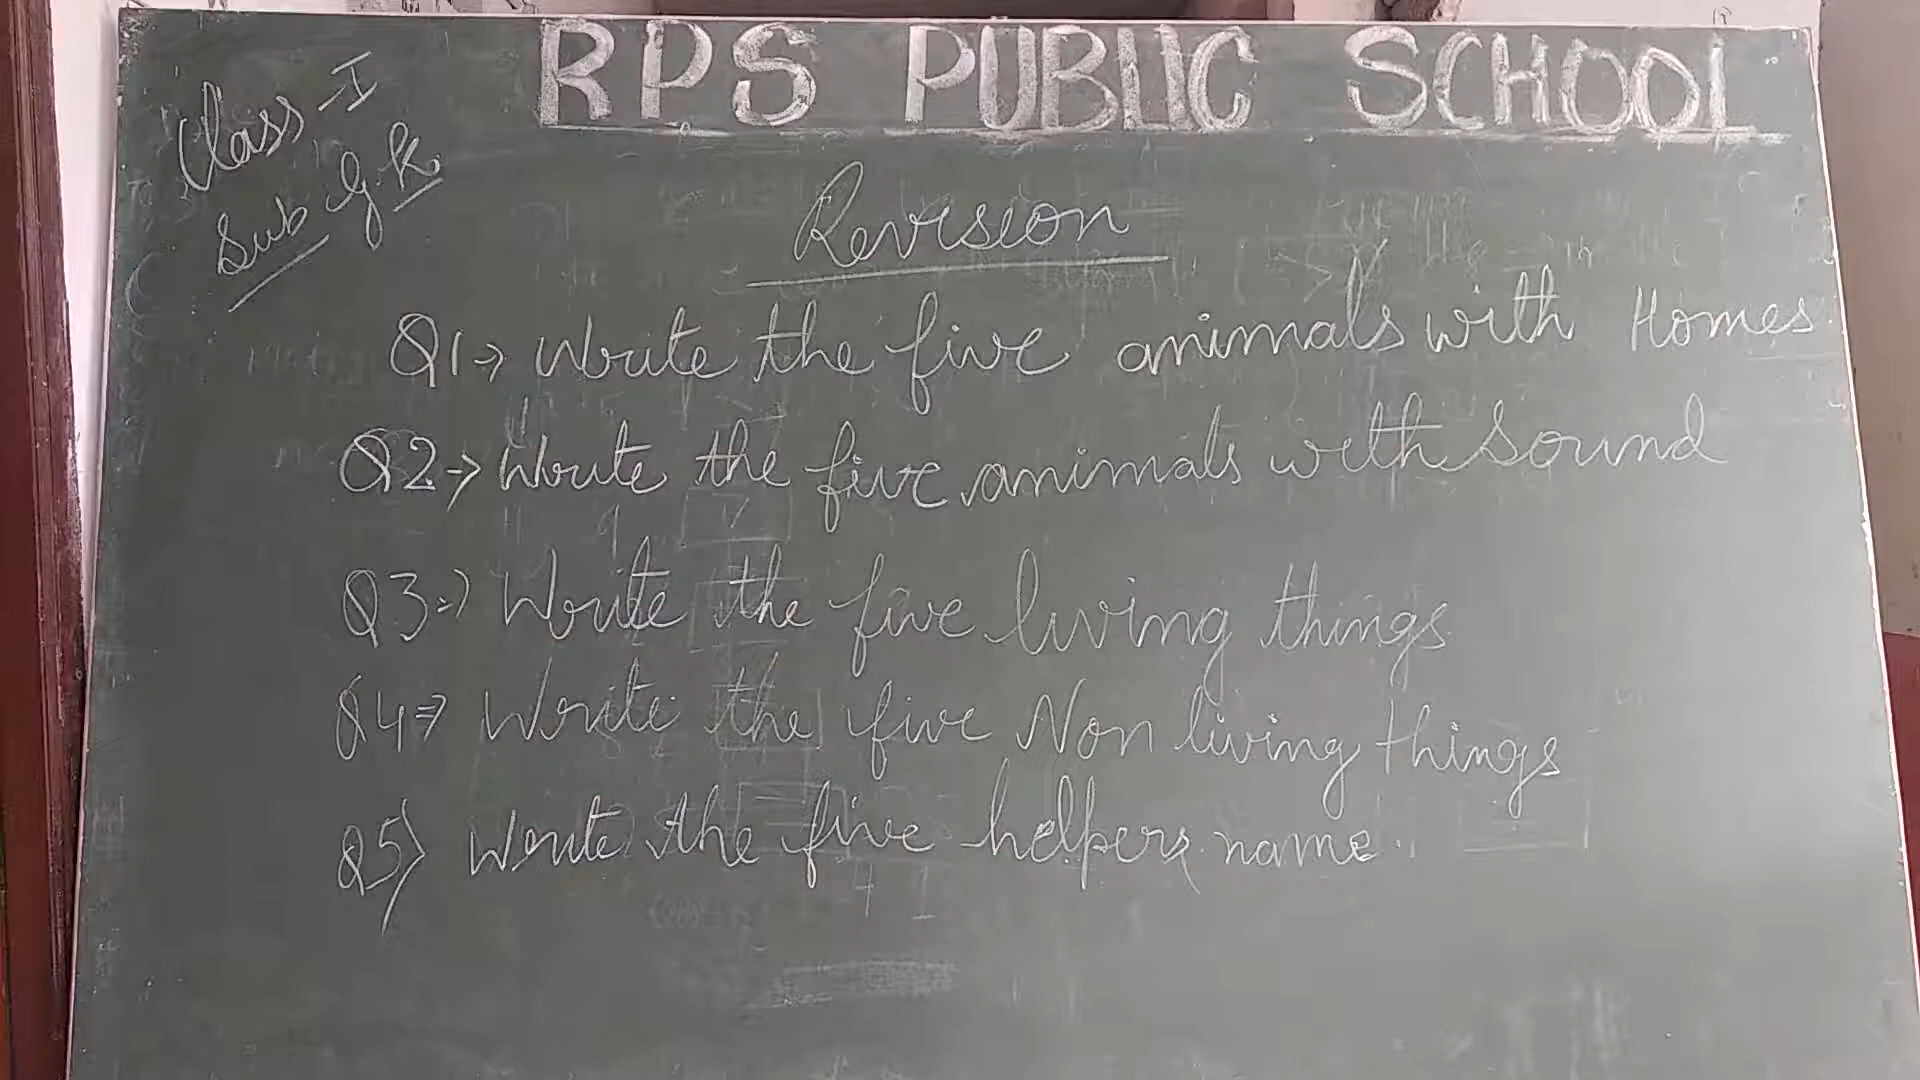 RPS PUBLIC SCHOOL
Class - I
Sub G.K.
Revision
Q1→ Write the five animals with Homes.
Q2→ Write the five animals with Sound
Q3⇒ Write the five living things
Q4⇒ Write the five Non living things
Q5> Write the five helpers name.